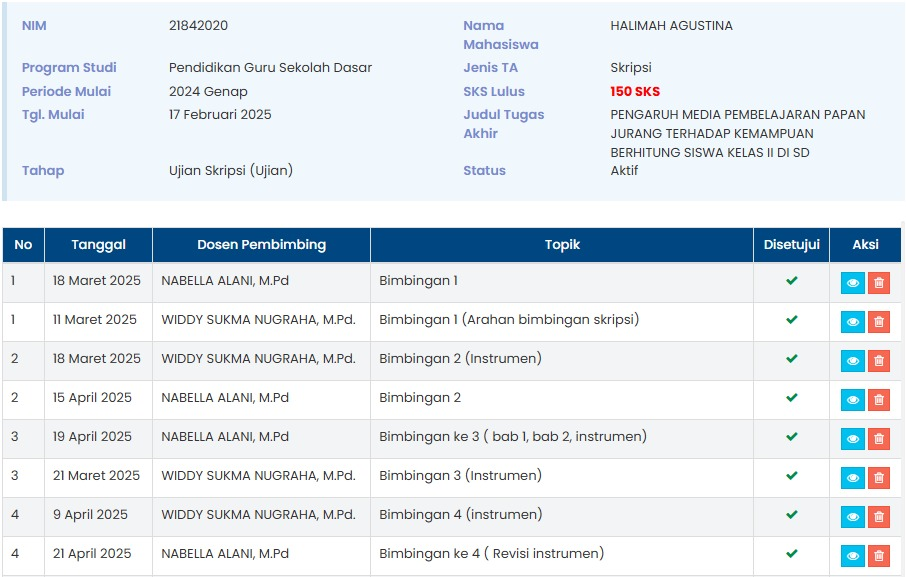 NIM 21842020 Nama Mahasiswa HALIMAH AGUSTINA
Program Studi Pendidikan Guru Sekolah Dasar Jenis TA Skripsi
Periode Mulai 2024 Genap SKS Lulus 150 SKS
Tgl. Mulai 17 Februari 2025 Judul Tugas Akhir PENGARUH MEDIA PEMBELAJARAN PAPAN
JURANG TERHADAP KEMAMPUAN
BERHITUNG SISWA KELAS II DI SD
Tahap Ujian Skripsi (Ujian) Status Aktif
No Tanggal Dosen Pembimbing Topik Disetujui Aksi
1 18 Maret 2025 NABELLA ALANI, M.Pd Bimbingan 1
1 11 Maret 2025 WIDDY SUKMA NUGRAHA, M.Pd. Bimbingan 1 (Arahan bimbingan skripsi)
2 18 Maret 2025 WIDDY SUKMA NUGRAHA, M.Pd. Bimbingan 2 (Instrumen)
2 15 April 2025 NABELLA ALANI, M.Pd Bimbingan 2
3 19 April 2025 NABELLA ALANI, M.Pd Bimbingan ke 3 ( bab 1, bab 2, instrumen)
3 21 Maret 2025 WIDDY SUKMA NUGRAHA, M.Pd. Bimbingan 3 (Instrumen)
4 9 April 2025 WIDDY SUKMA NUGRAHA, M.Pd. Bimbingan 4 (instrumen)
4 21 April 2025 NABELLA ALANI, M.Pd Bimbingan ke 4 ( Revisi instrumen)